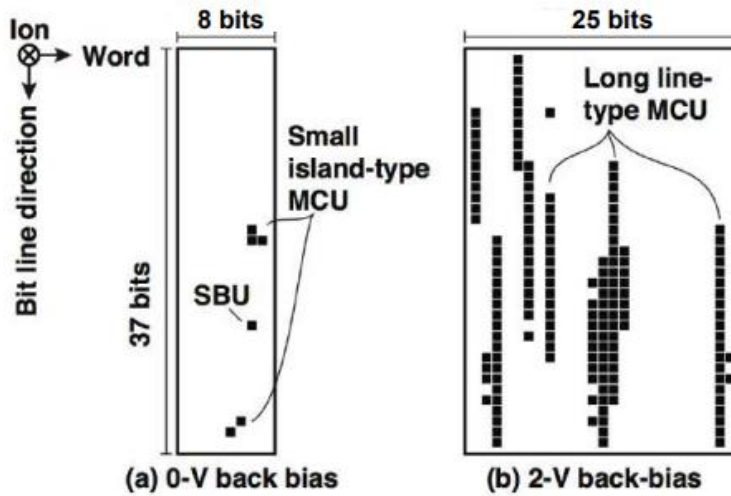 Ion
Word
Bit line direction
8 bits
37 bits
Small
island-type
MCU
SBU
(a) 0-V back bias
25 bits
Long line-
type MCU
(b) 2-V back-bias